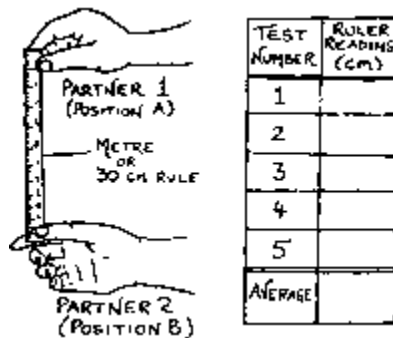 PARTNER 1
(POSITION A)
METRE
OR
30 cm RULE
PARTNER 2
(POSITION B)
TEST NUMBER RULER READING (cm)
1
2
3
4
5
AVERAGE